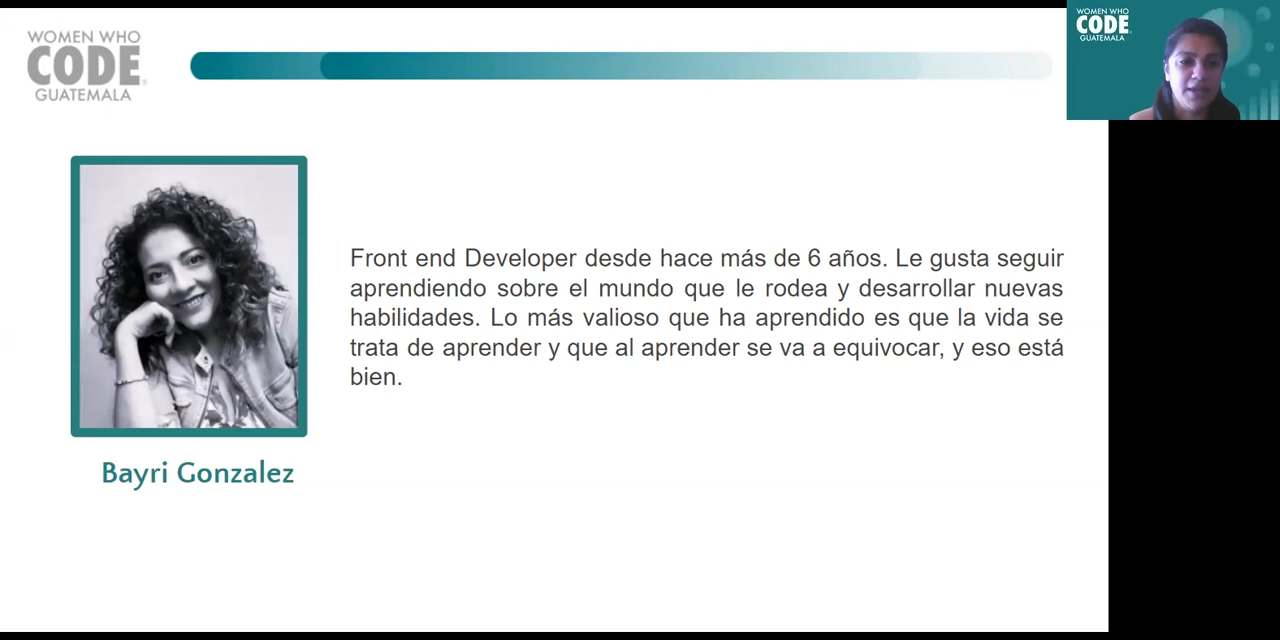 WOMEN WHO
CODE
GUATEMALA
WOMEN WHO
CODE
GUATEMALA
Front end Developer desde hace más de 6 años. Le gusta seguir
aprendiendo sobre el mundo que le rodea y desarrollar nuevas
habilidades. Lo más valioso que ha aprendido es que la vida se
trata de aprender y que al aprender se va a equivocar, y eso está
bien.
Bayri Gonzalez